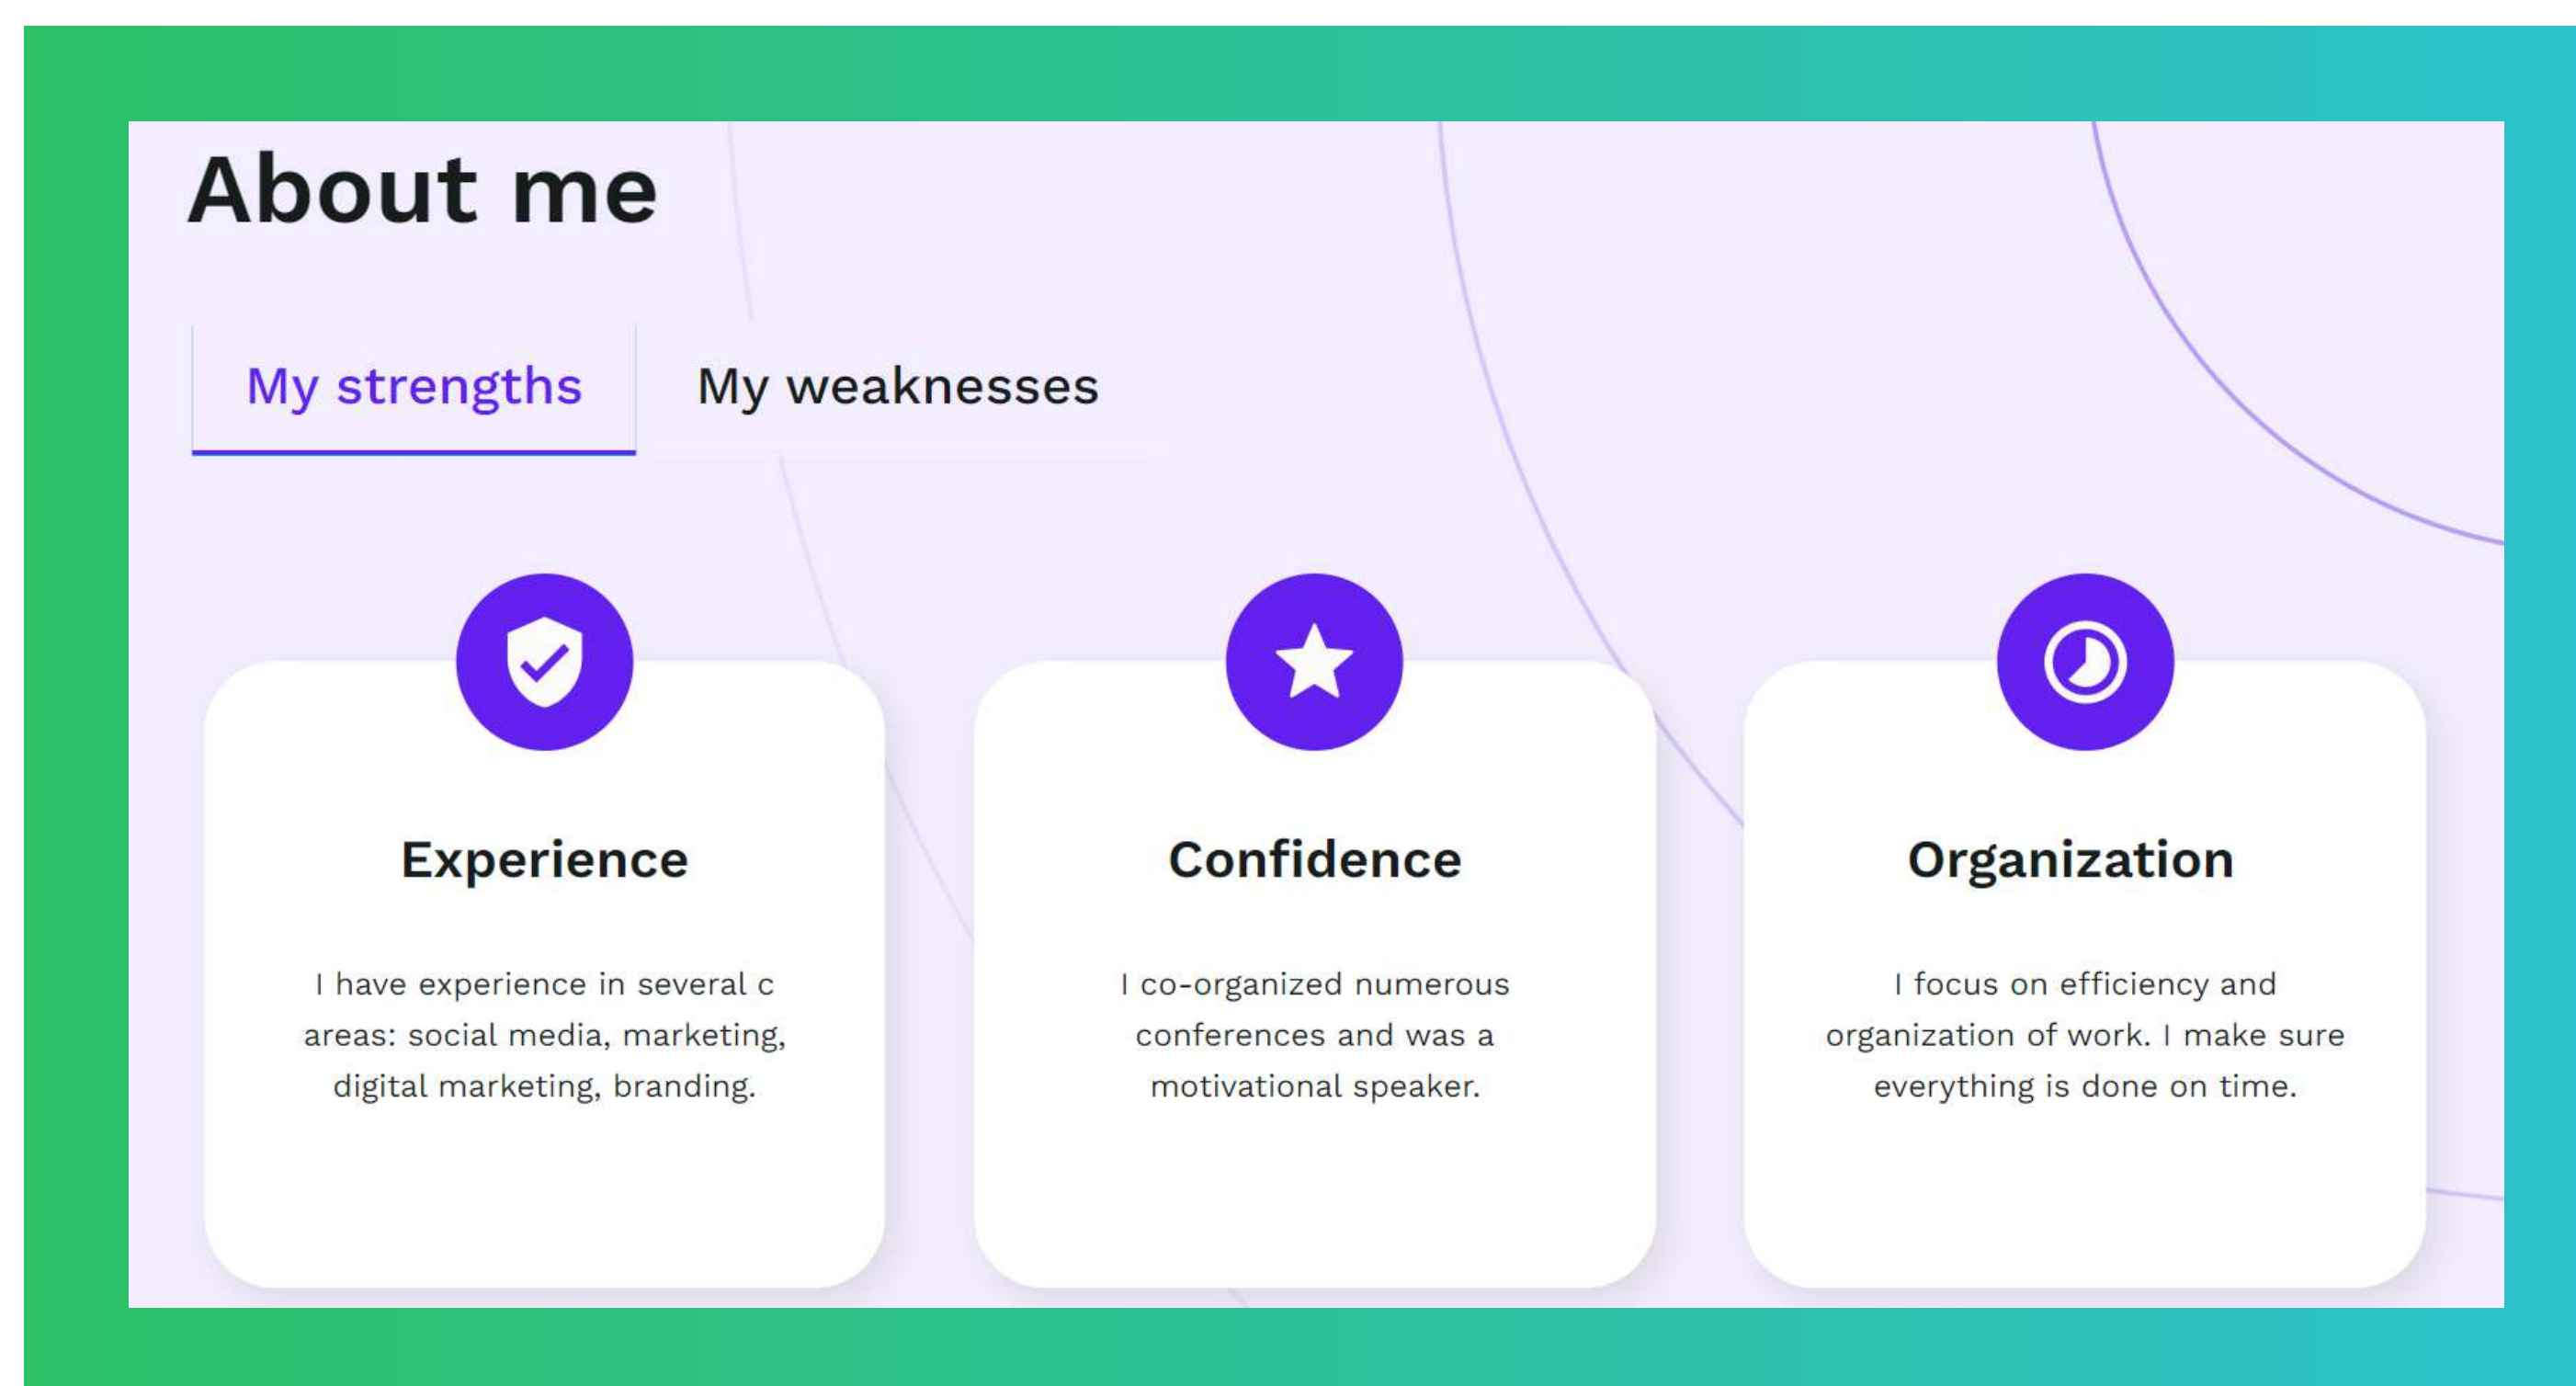 About me
My strengths
My weaknesses
Experience
I have experience in several c
areas: social media, marketing,
digital marketing, branding.
Confidence
I co-organized numerous
conferences and was a
motivational speaker.
Organization
I focus on efficiency and
organization of work. I make sure
everything is done on time.